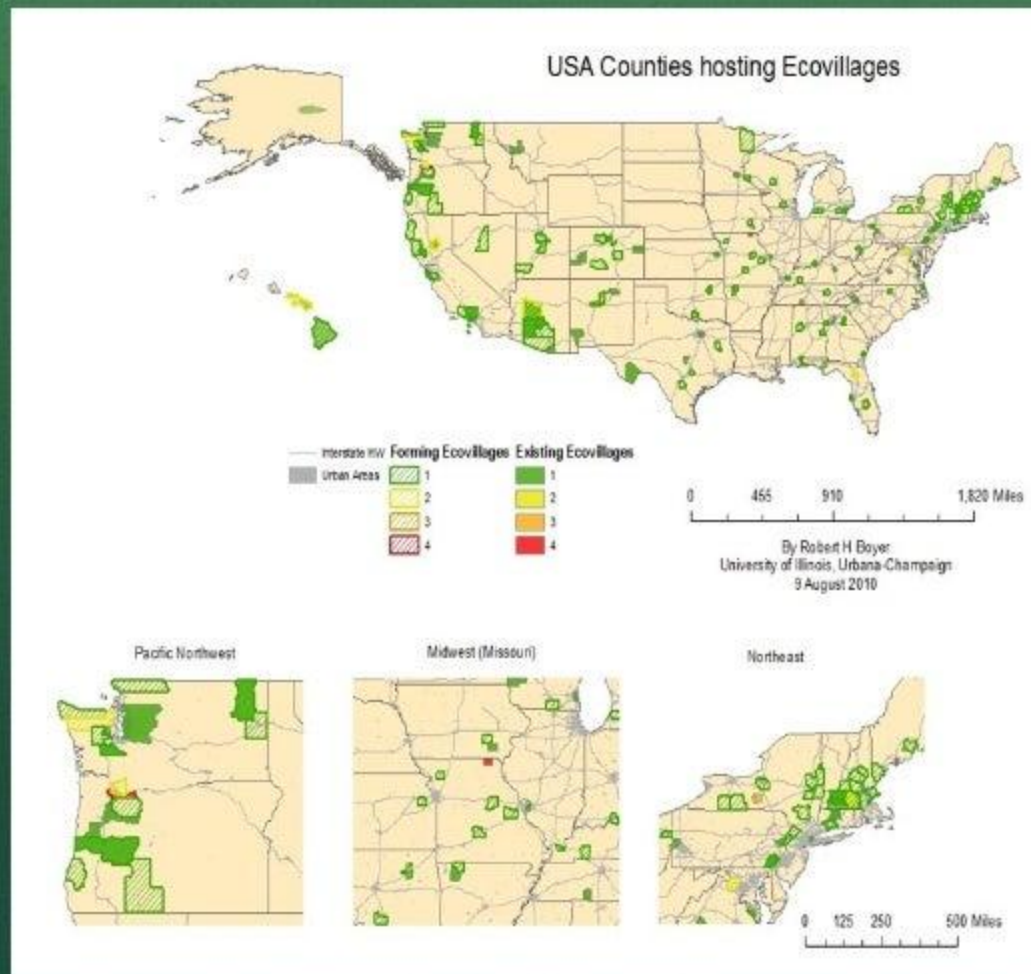 USA Counties hosting Ecovillages
Interstate HW
Urban Areas
Forming Ecovillages
1
2
3
4
Existing Ecovillages
1
2
3
4
0 455 910 1,820 Miles
By Robert H Boyer
University of Illinois, Urbana-Champaign
9 August 2010
Pacific Northwest
Midwest (Missouri)
Northeast
0 125 250 500 Miles